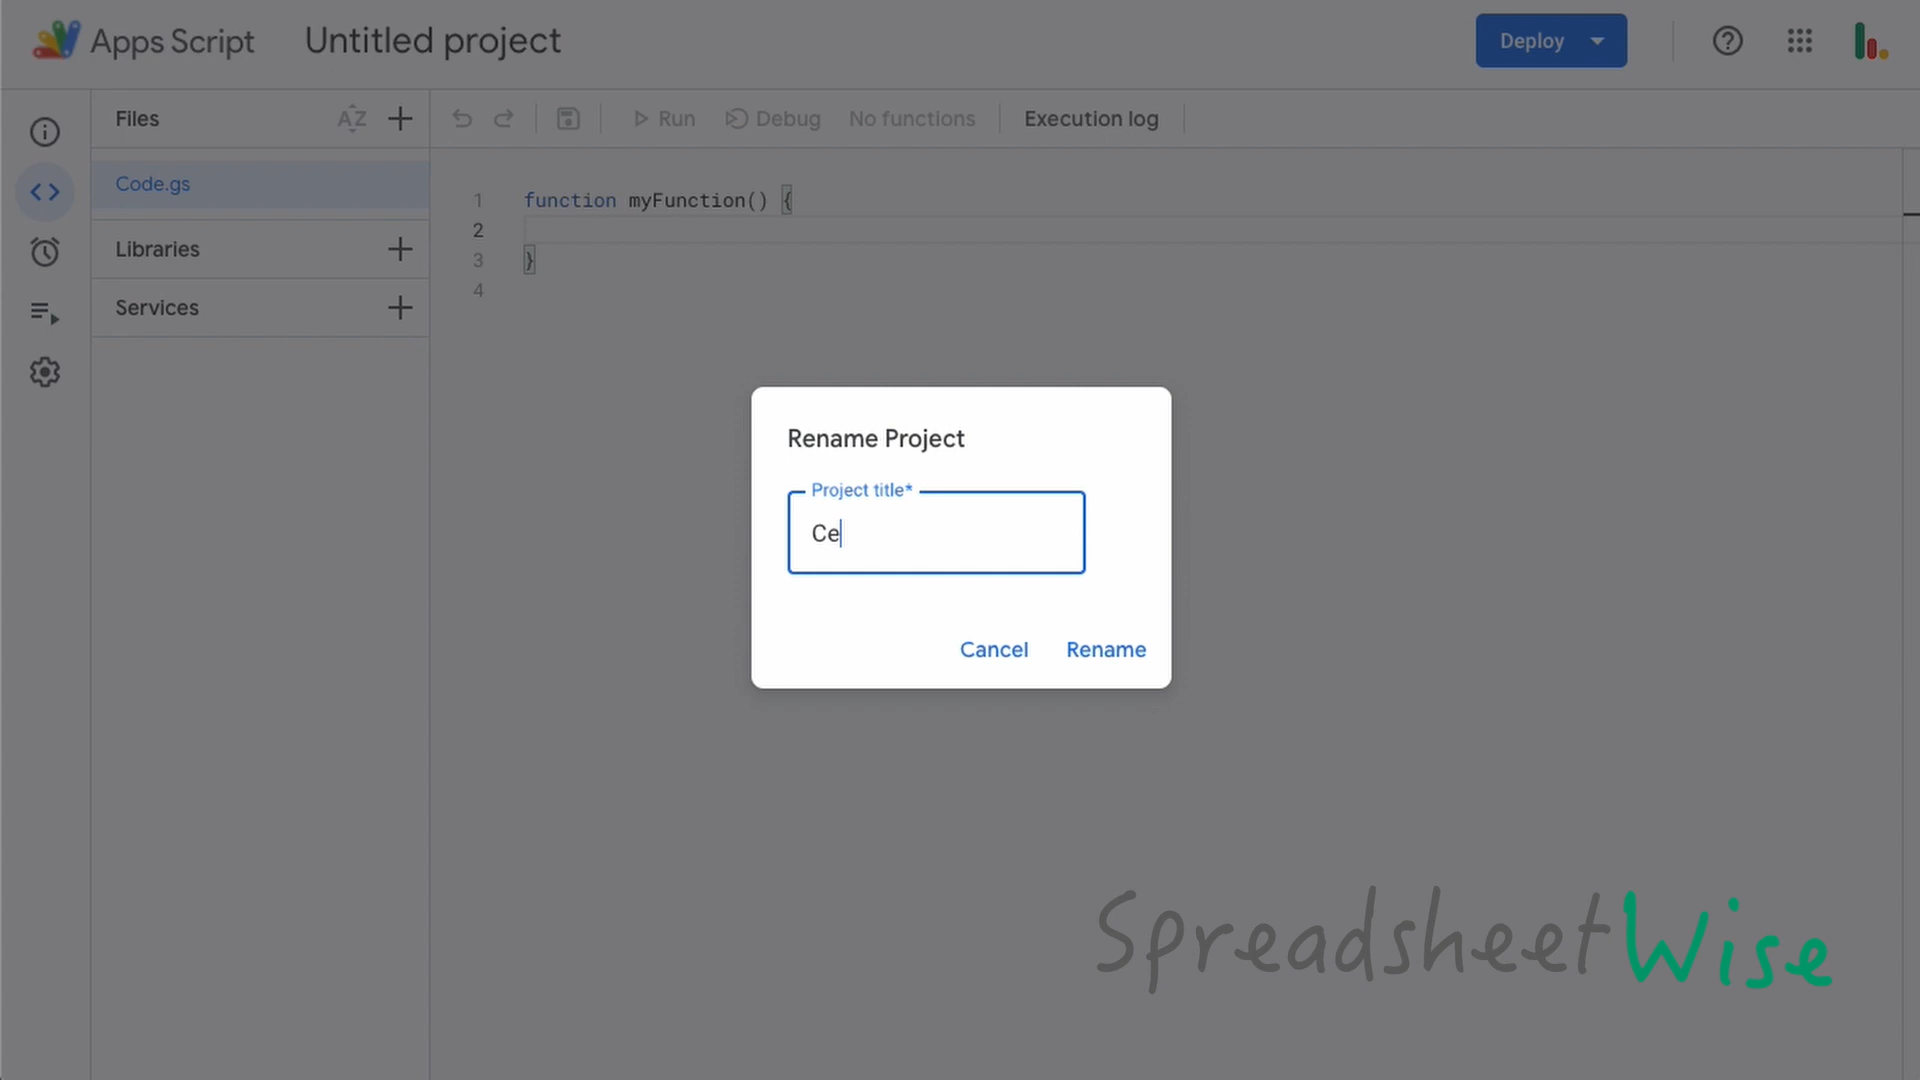 Apps Script
Untitled project
Deploy
Files
AZ
Run
Debug
No functions
Execution log
Code.gs
Libraries
Services
1 function myFunction() {
2
3 }
4
Rename Project
Project title*
Ce
Cancel
Rename
SpreadsheetWise